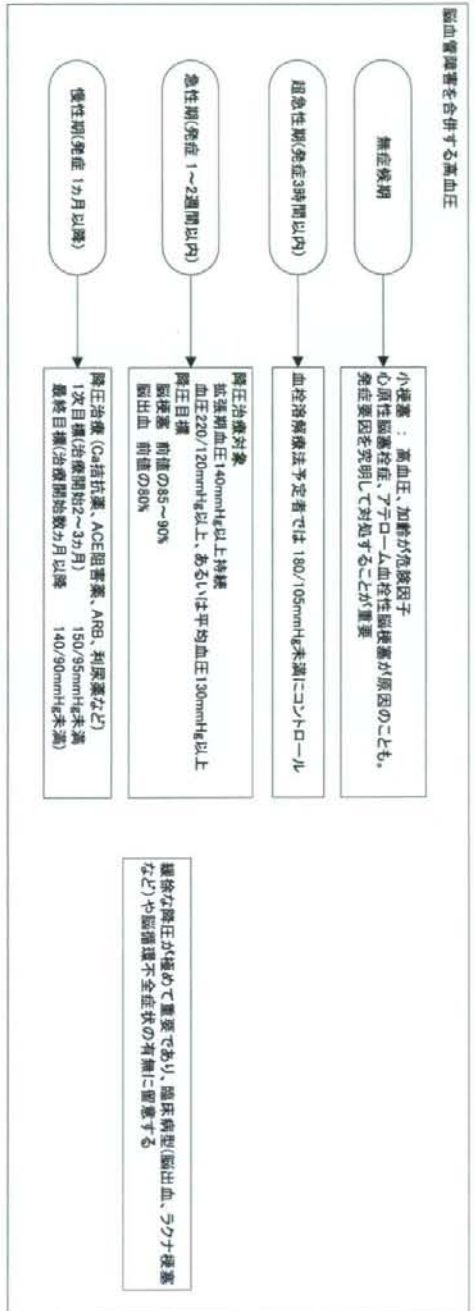 脳血管障害を合併する高血圧
無症候期
小梗塞 : 高血圧、加齢が危険因子
心原性脳塞栓症、アテローム血栓性脳梗塞が原因のことも。
発症要因を究明して対処することが重要
超急性期(発症3時間以内)
血栓溶解療法予定者では 180/105mmHg未満にコントロール
急性期(発症 1~2週間以内)
降圧治療対象
拡張期血圧140mmHg以上持続
血圧220/120mmHg以上、あるいは平均血圧130mmHg以上
降圧目標
脳梗塞 前値の85~90%
脳出血 前値の80%
慢性期(発症 1ヵ月以降)
降圧治療 (Ca拮抗薬、ACE阻害薬、ARB、利尿薬など)
1次目標(治療開始2~3ヵ月) 150/95mmHg未満
最終目標(治療開始数ヵ月以降 140/90mmHg未満)
緩徐な降圧が極めて重要であり、臨床病型(脳出血、ラクナ梗塞
など)や脳循環不全症状の有無に留意する